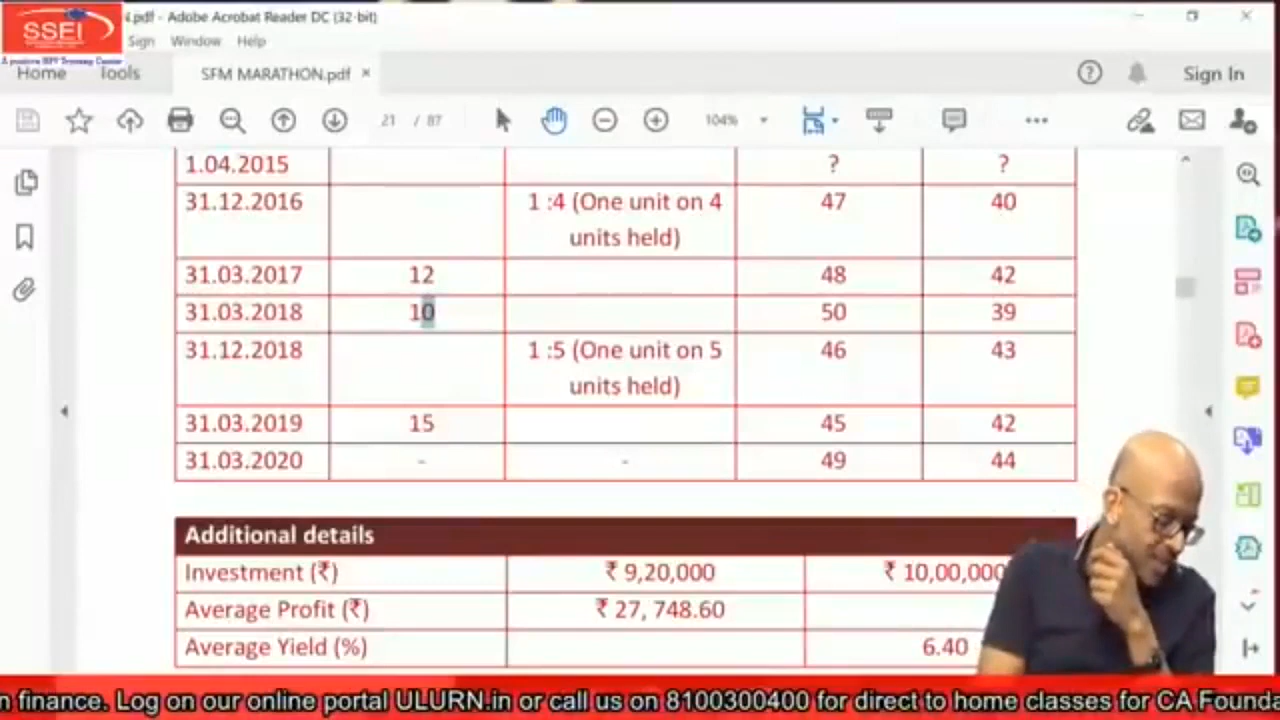 SSEI
A positive HIPT Training Center
.pdf - Adobe Acrobat Reader DC (32-bit)
Sign Window Help
Home Tools SFM MARATHON.pdf × Sign In
21 / 87 104%
1.04.2015 ? ?
31.12.2016 1 :4 (One unit on 4 47 40
units held)
31.03.2017 12 48 42
31.03.2018 10 50 39
31.12.2018 1 :5 (One unit on 5 46 43
units held)
31.03.2019 15 45 42
31.03.2020 - - 49 44
Additional details
Investment (₹) ₹ 9,20,000 ₹ 10,00,000
Average Profit (₹) ₹ 27, 748.60
Average Yield (%) 6.40
n finance. Log on our online portal ULURN.in or call us on 8100300400 for direct to home classes for CA Founda